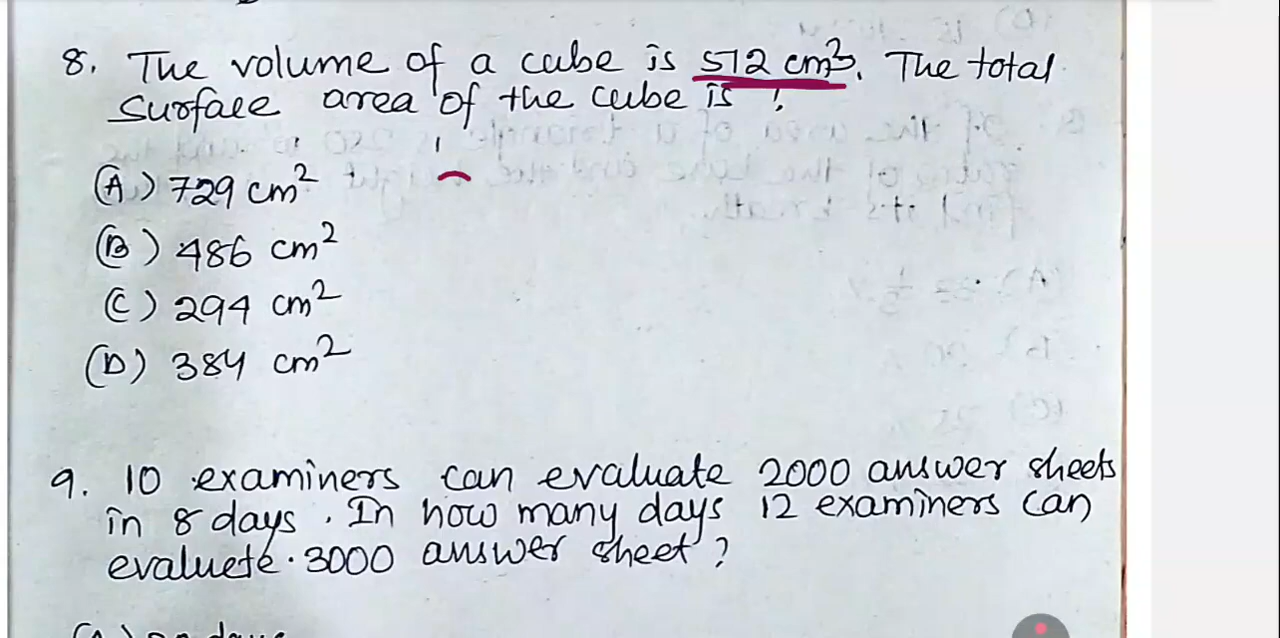 8. The volume of a cube is 512 cm³. The total
surface area of the cube is !
(A) 729 cm²
(B) 486 cm²
(C) 294 cm²
(D) 384 cm²
9. 10 examiners can evaluate 2000 answer sheets
in 8 days. In how many days 12 examiners can
evaluete. 3000 answer sheet ?